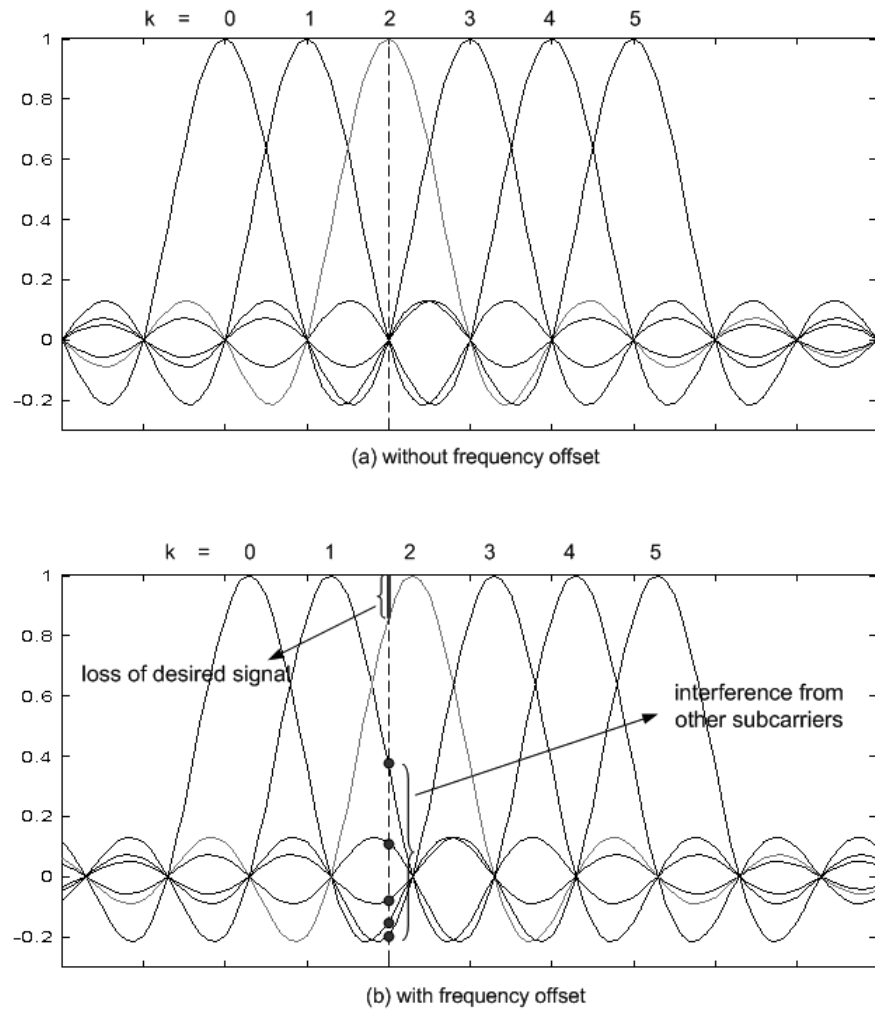 k = 0 1 2 3 4 5
1
0.8
0.6
0.4
0.2
0
-0.2
(a) without frequency offset
k = 0 1 2 3 4 5
1
0.8
loss of desired signal
interference from
other subcarriers
0.6
0.4
0.2
0
-0.2
(b) with frequency offset